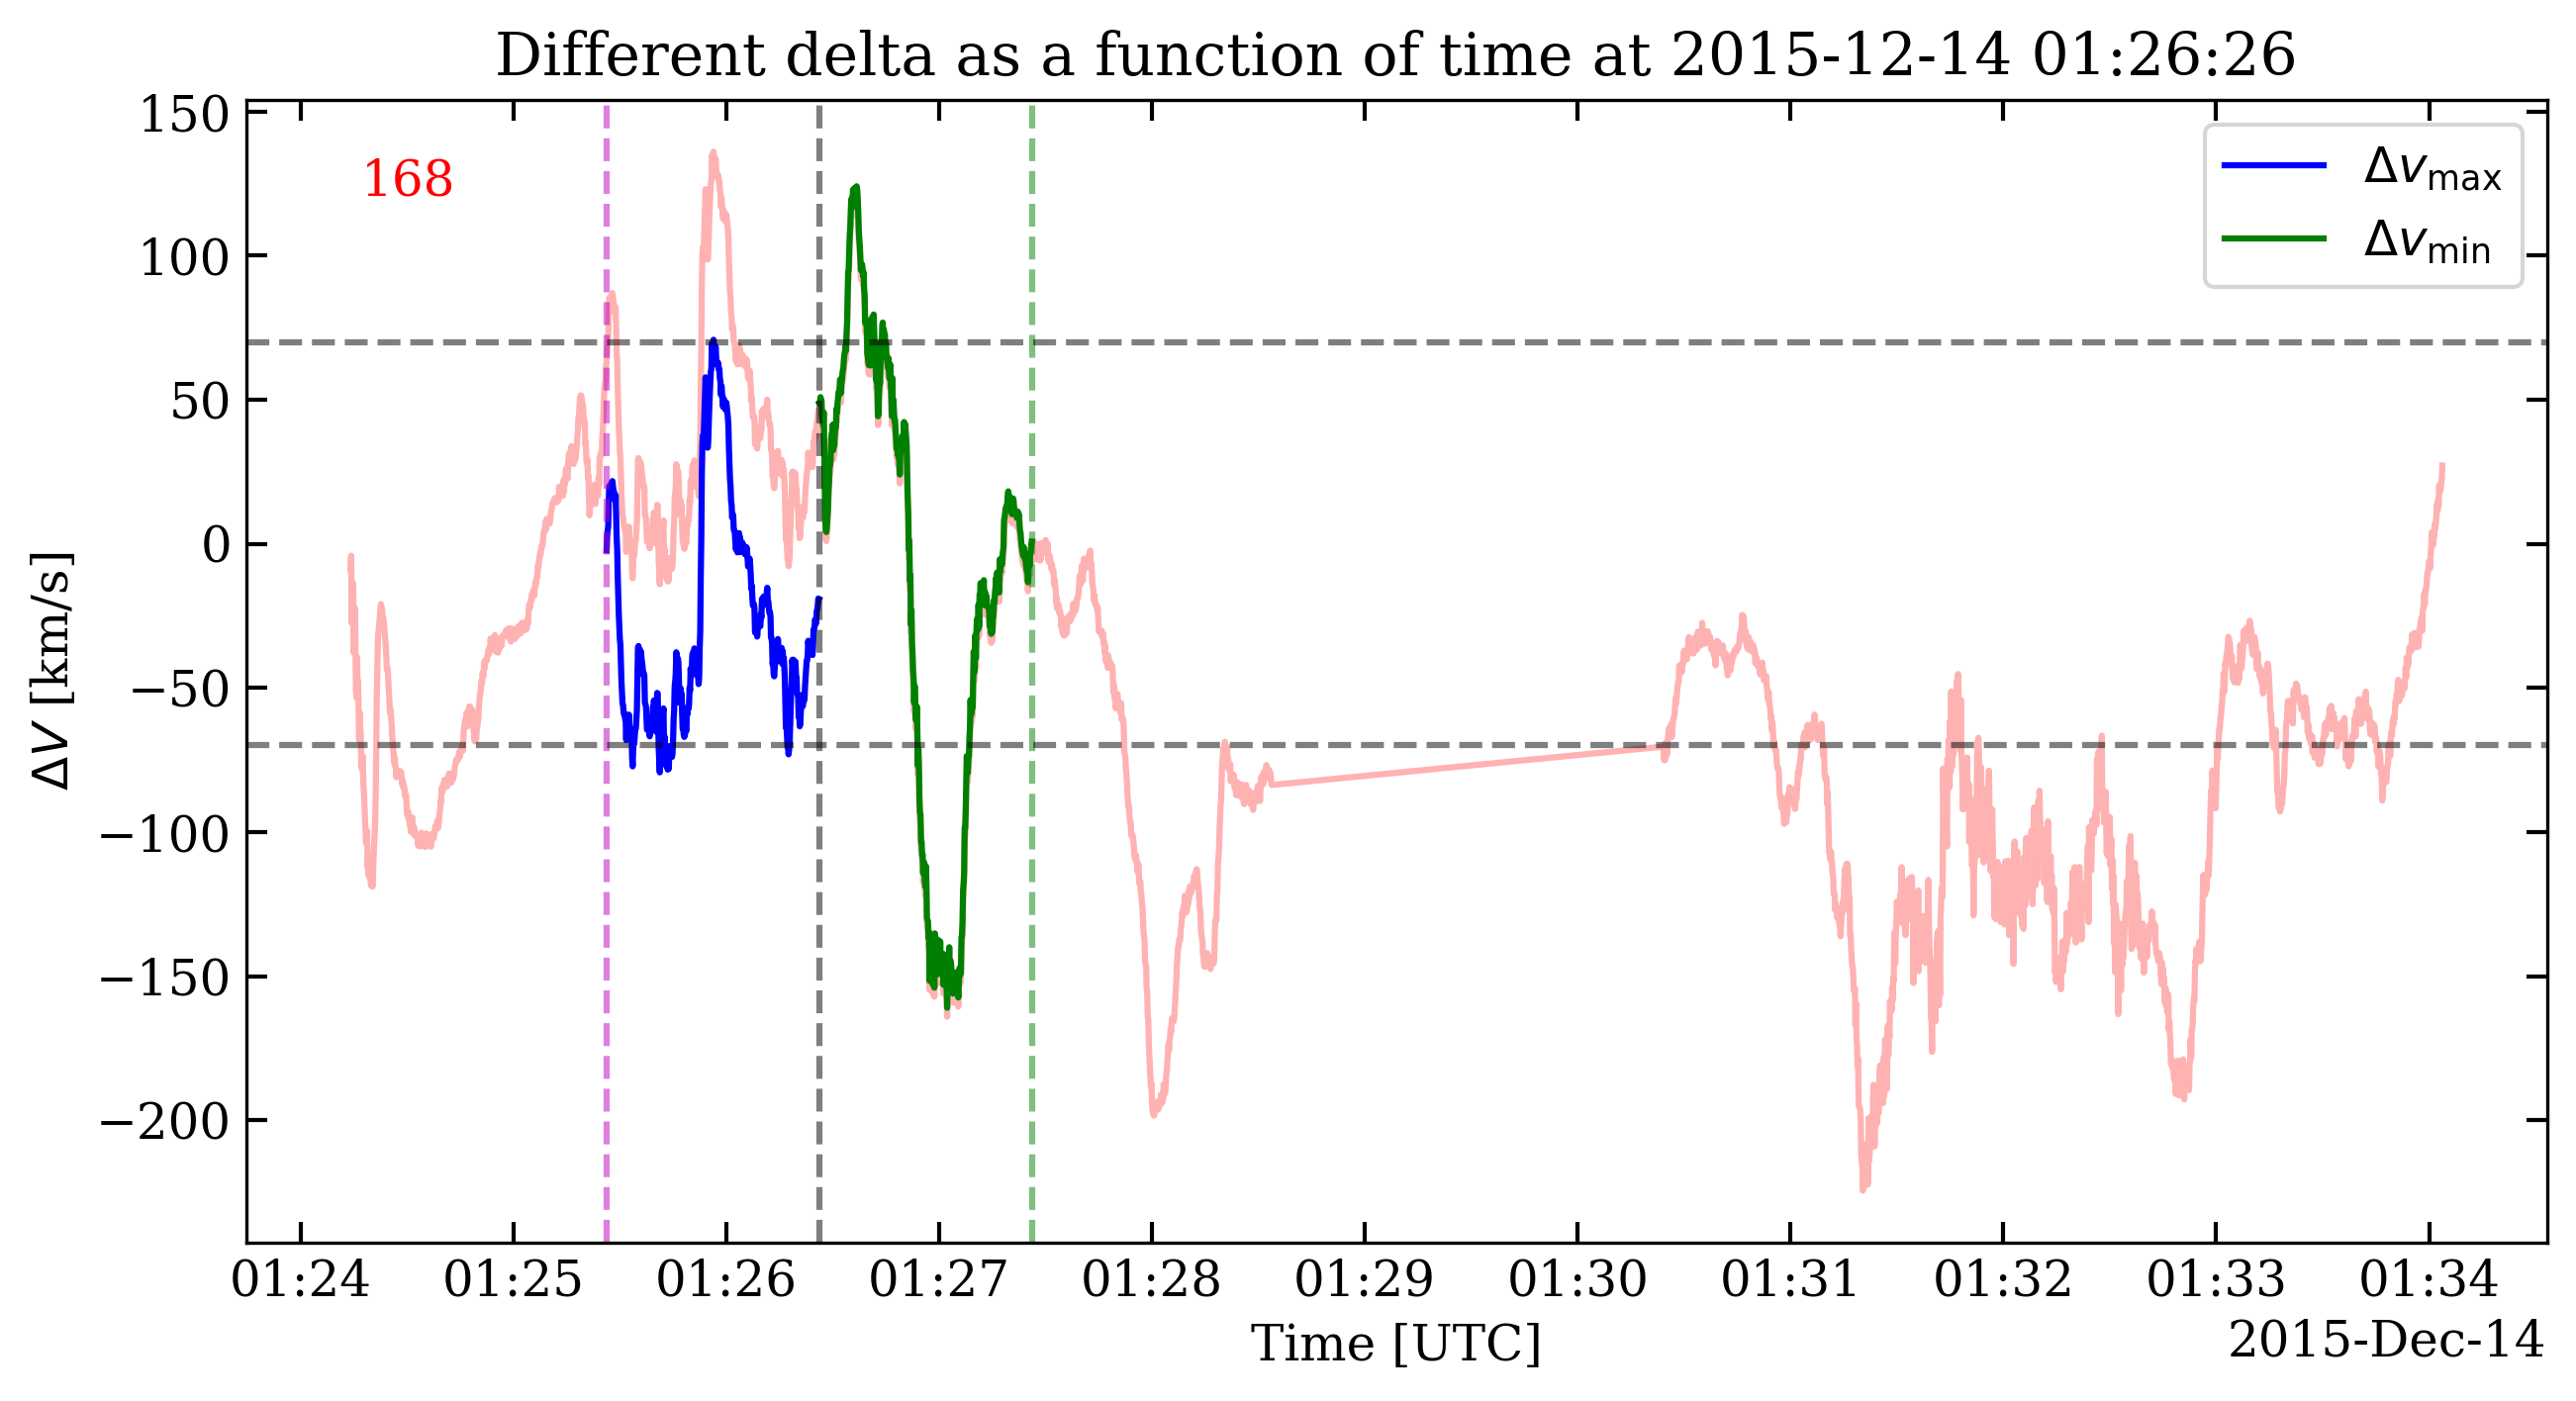 Different delta as a function of time at 2015-12-14 01:26:26
168
Δv_max
Δv_min
ΔV [km/s]
150
100
50
0
−50
−100
−150
−200
01:24 01:25 01:26 01:27 01:28 01:29 01:30 01:31 01:32 01:33 01:34
Time [UTC]
2015-Dec-14